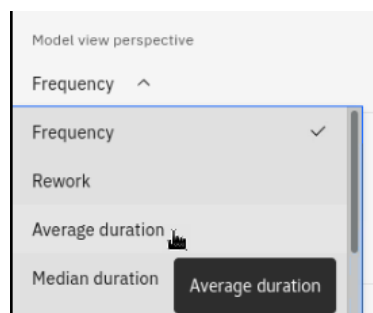 Model view perspective
Frequency
Frequency
Rework
Average duration
Median duration
Average duration